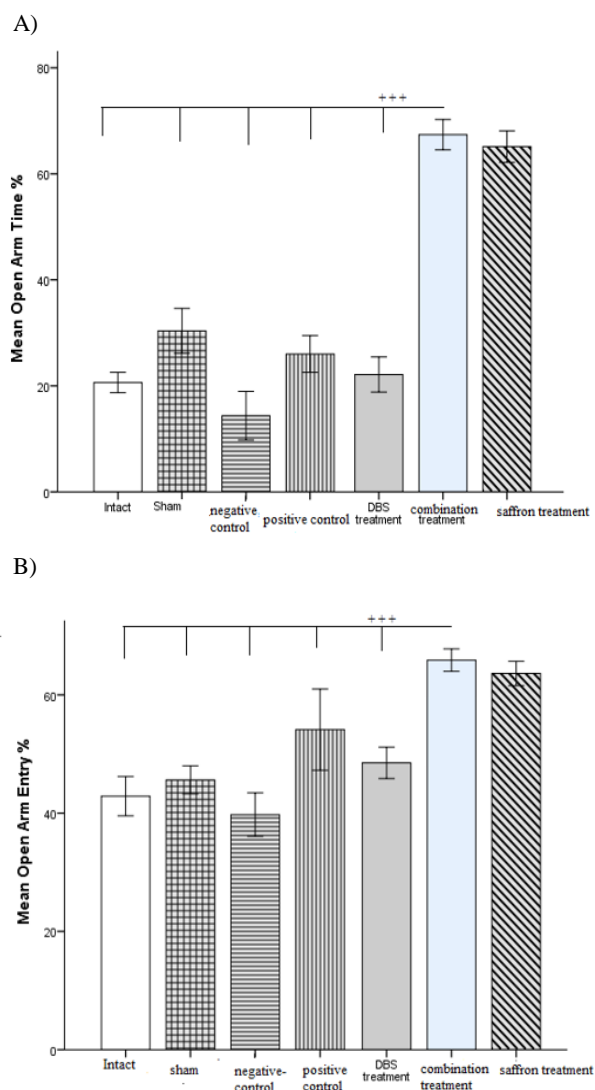 A)
Mean Open Arm Time %
80
60
40
20
0
+++
Intact
Sham
negative control
positive control
DBS treatment
combination treatment
saffron treatment
B)
Mean Open Arm Entry %
60
40
20
0
+++
Intact
sham
negative-control
positive control
DBS treatment
combination treatment
saffron treatment